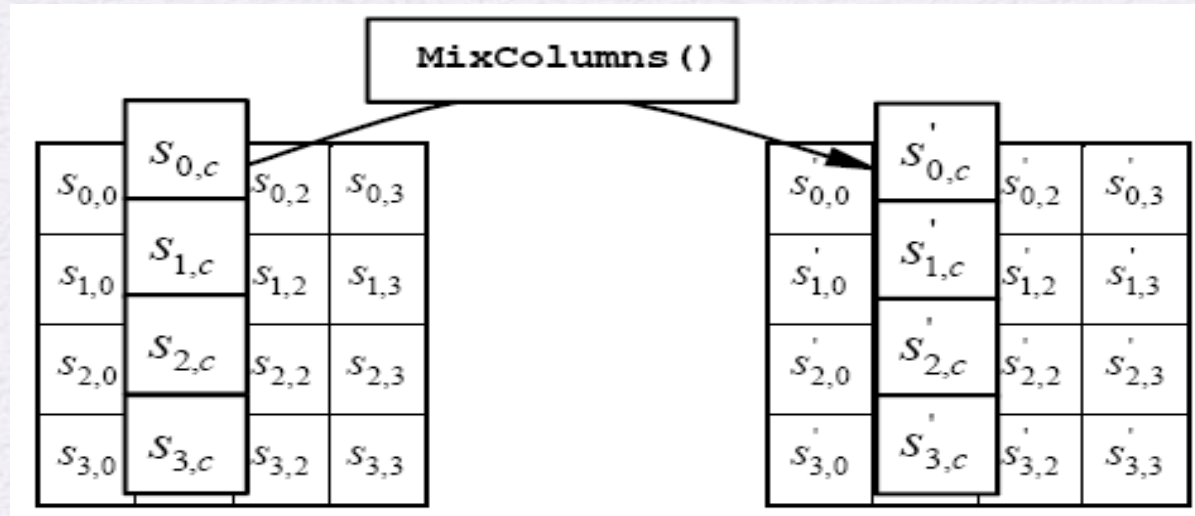 MixColumns()
S0,0 S0,c S0,2 S0,3
S1,0 S1,c S1,2 S1,3
S2,0 S2,c S2,2 S2,3
S3,0 S3,c S3,2 S3,3
S'0,0 S'0,c S'0,2 S'0,3
S'1,0 S'1,c S'1,2 S'1,3
S'2,0 S'2,c S'2,2 S'2,3
S'3,0 S'3,c S'3,2 S'3,3